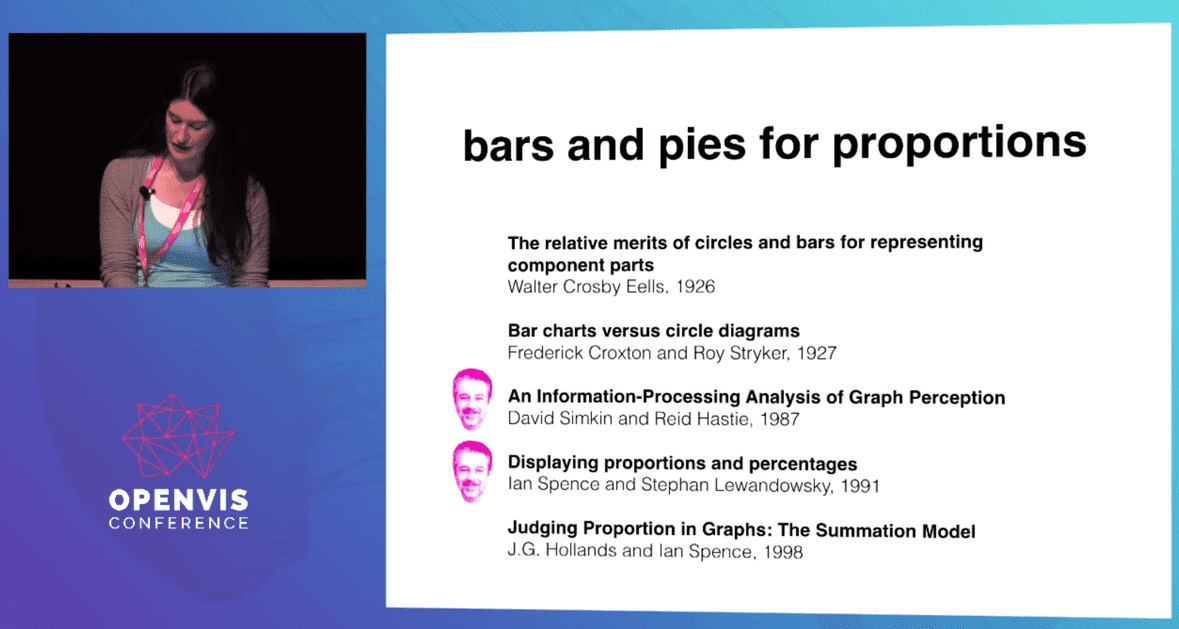 bars and pies for proportions
The relative merits of circles and bars for representing
component parts
Walter Crosby Eells, 1926
Bar charts versus circle diagrams
Frederick Croxton and Roy Stryker, 1927
An Information-Processing Analysis of Graph Perception
David Simkin and Reid Hastie, 1987
Displaying proportions and percentages
Ian Spence and Stephan Lewandowsky, 1991
Judging Proportion in Graphs: The Summation Model
J.G. Hollands and Ian Spence, 1998
OPENVIS
CONFERENCE